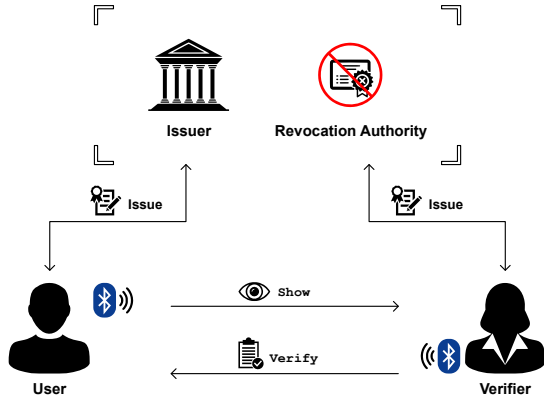 Issuer
Revocation Authority
Issue
Issue
Show
Verify
User
Verifier